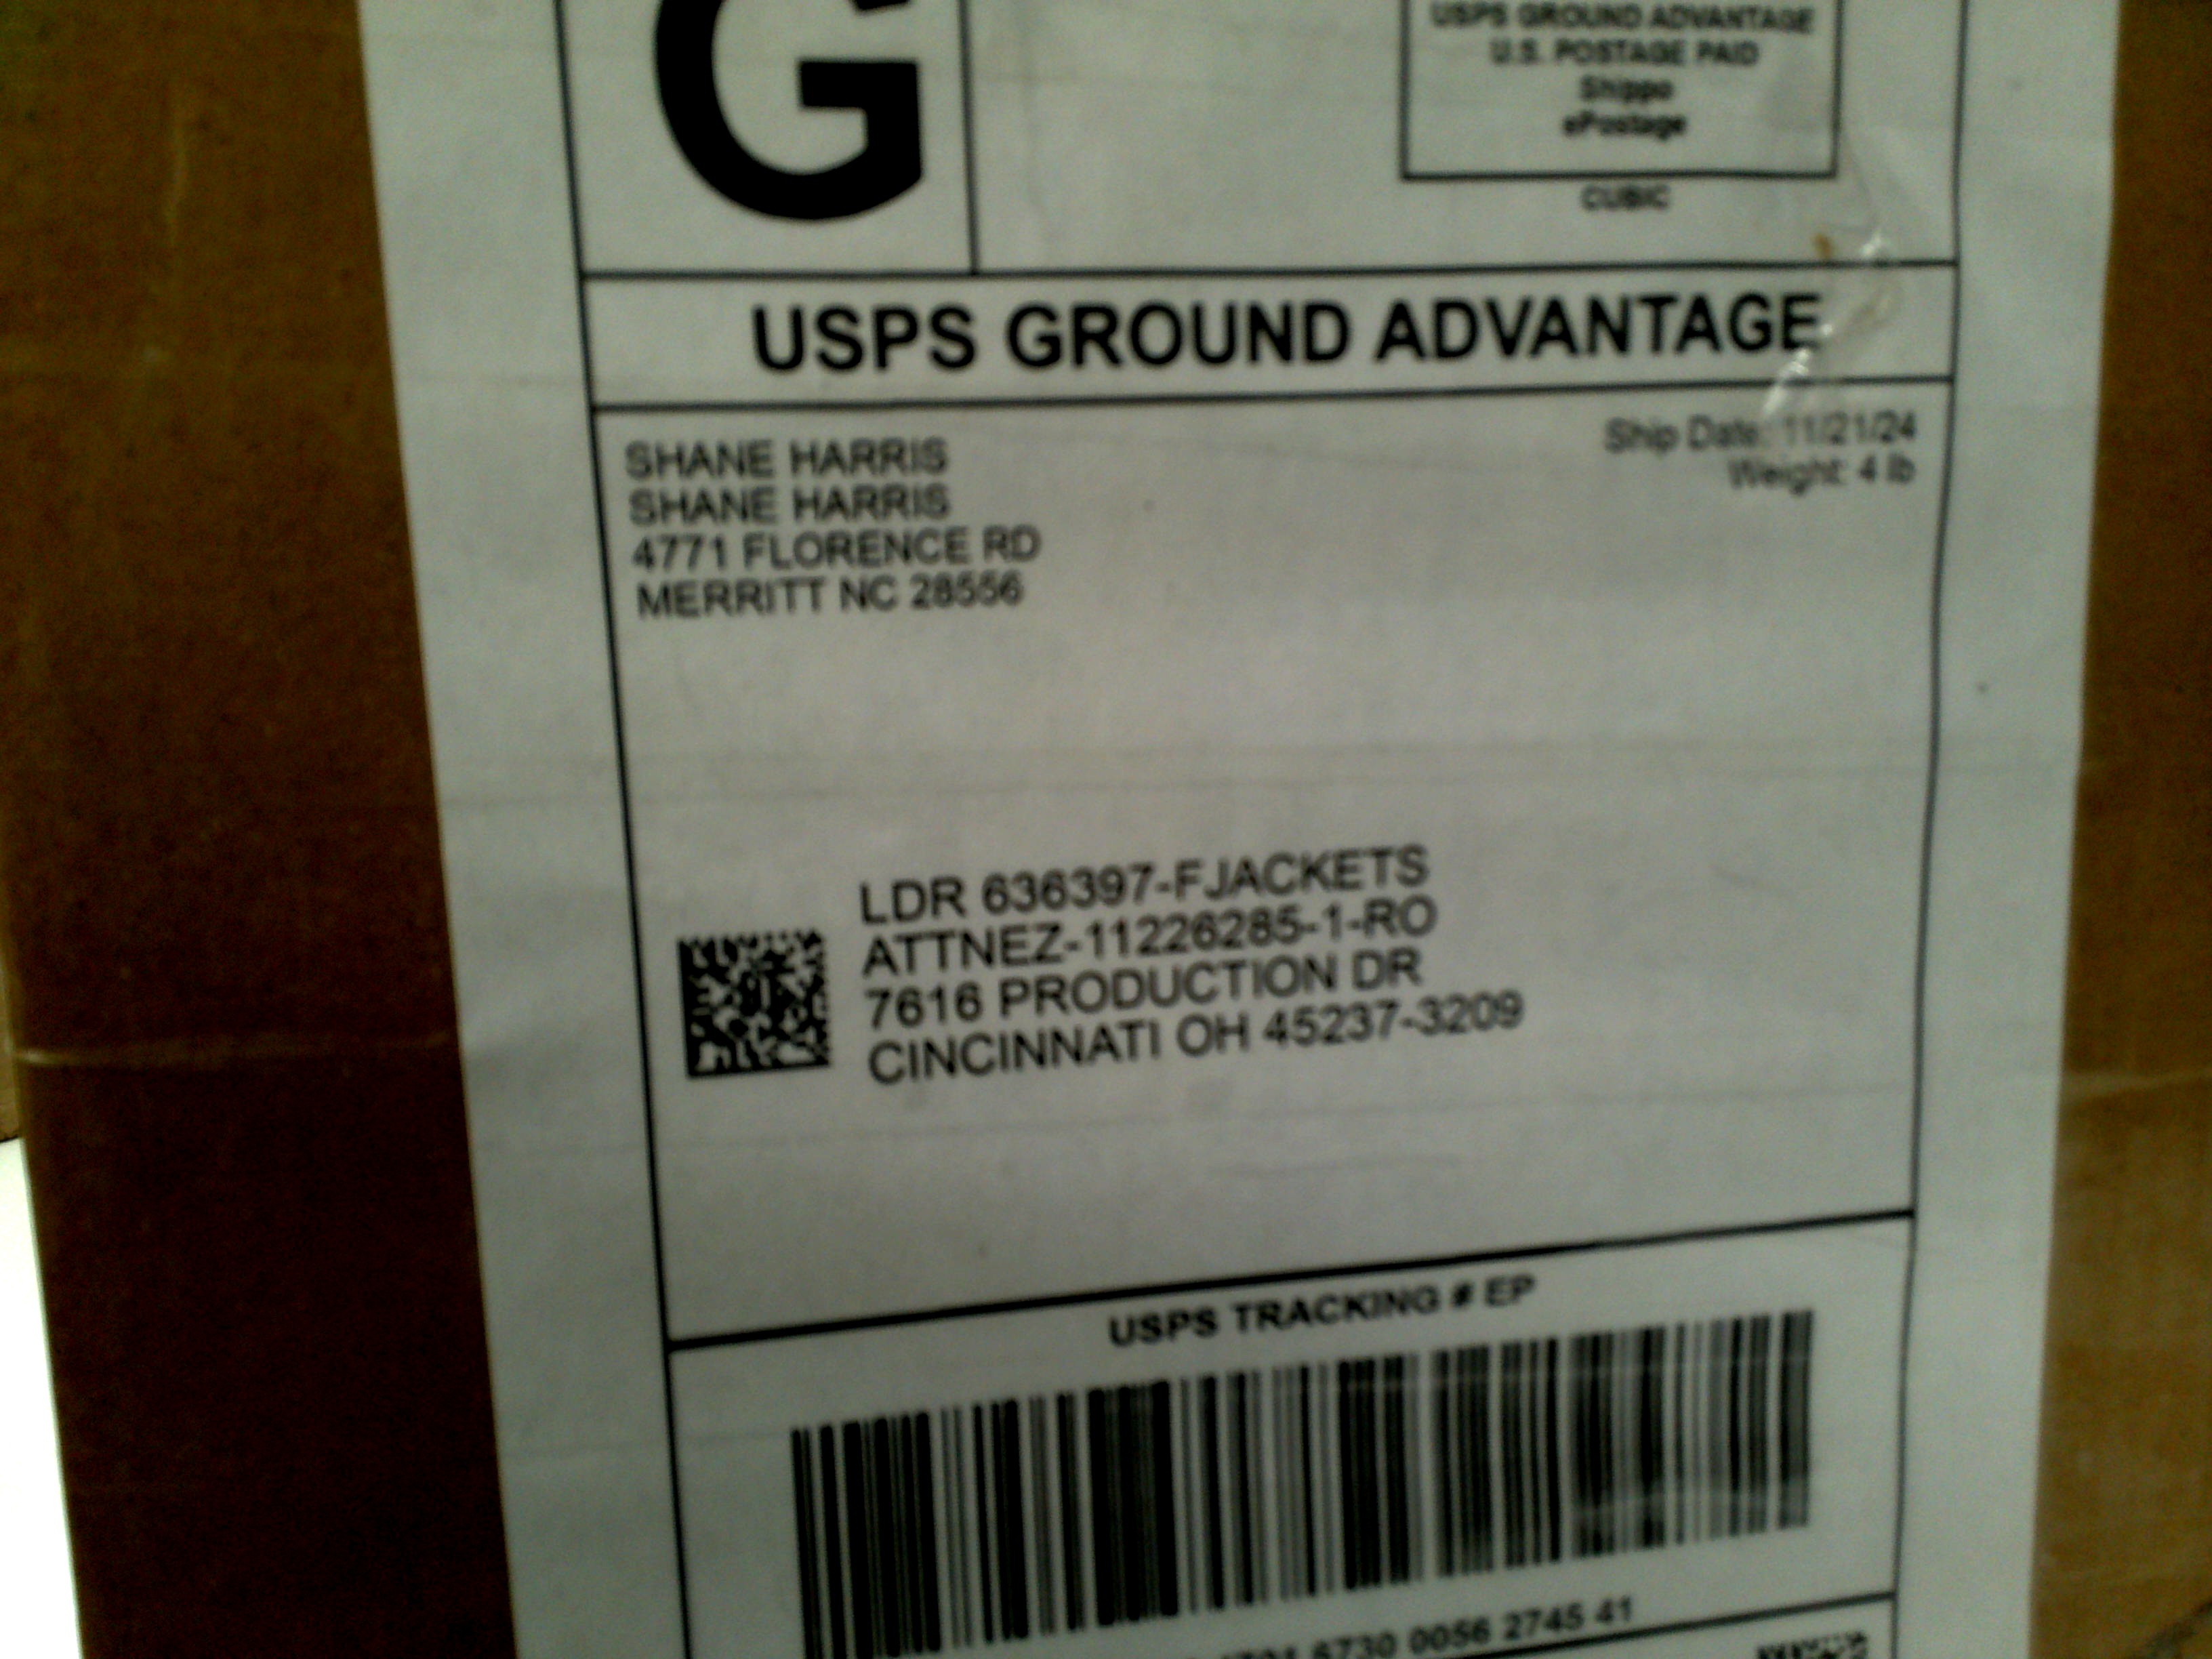 G
USPS GROUND ADVANTAGE
U.S. POSTAGE PAID
Shippo
ePostage
CUBIC
USPS GROUND ADVANTAGE
Ship Date: 11/21/24
Weight: 4 lb
SHANE HARRIS
SHANE HARRIS
4771 FLORENCE RD
MERRITT NC 28556
LDR 636397-FJACKETS
ATTNEZ-11226285-1-RO
7616 PRODUCTION DR
CINCINNATI OH 45237-3209
USPS TRACKING # EP
5730 0056 2745 41